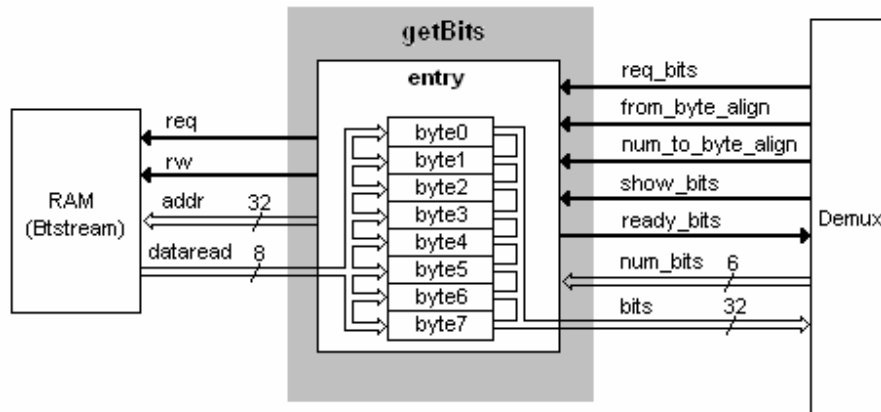 getBits
entry
req
rw
addr
32
dataread
8
RAM
(Btstream)
byte0
byte1
byte2
byte3
byte4
byte5
byte6
byte7
req_bits
from_byte_align
num_to_byte_align
show_bits
ready_bits
num_bits
6
bits
32
Demux